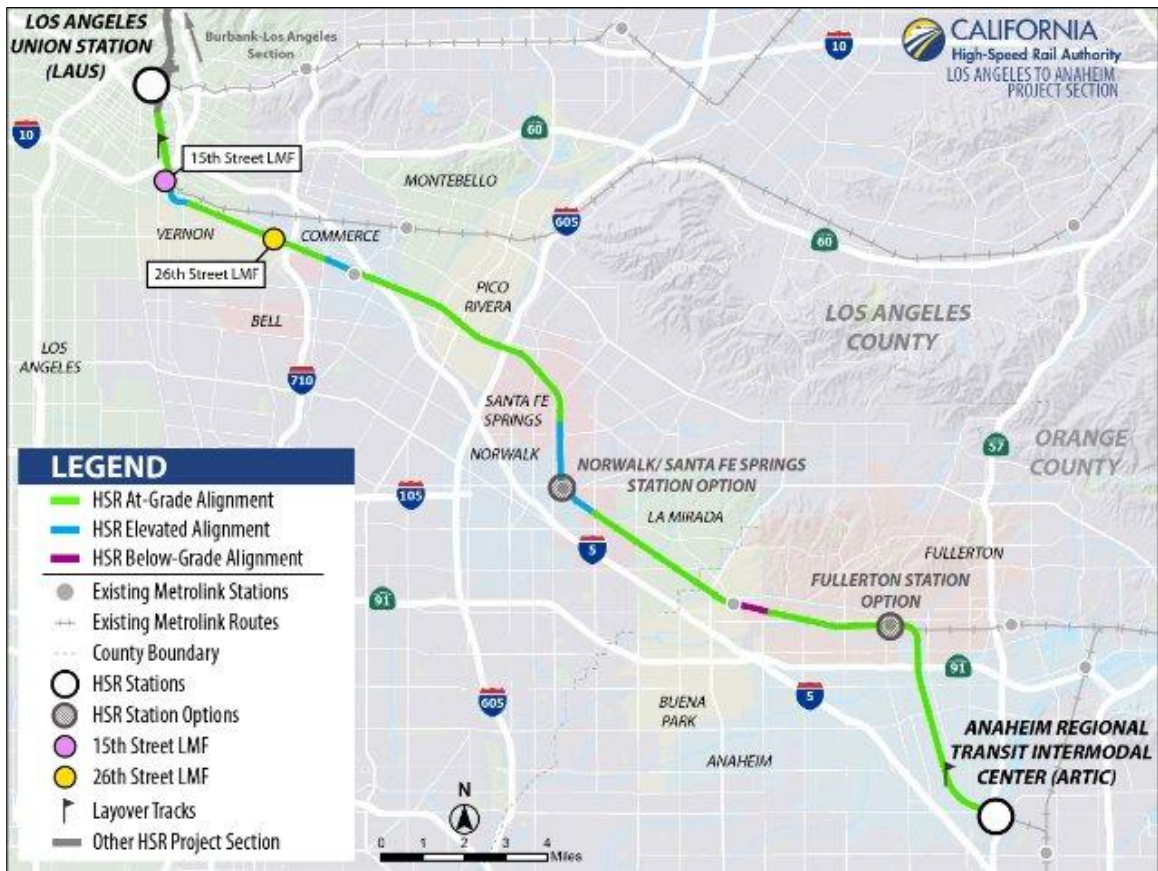 LOS ANGELES
UNION STATION
(LAUS)
Burbank-Los Angeles
Section
CALIFORNIA
High-Speed Rail Authority
LOS ANGELES TO ANAHEIM
PROJECT SECTION
10
10
60
15th Street LMF
MONTEBELLO
605
60
VERNON
COMMERCE
26th Street LMF
PICO
RIVERA
BELL
LOS ANGELES
COUNTY
LOS
ANGELES
710
SANTA FE
SPRINGS
ORANGE
COUNTY
57
NORWALK
NORWALK/ SANTA FE SPRINGS
STATION OPTION
105
LA MIRADA
5
FULLERTON
FULLERTON STATION
OPTION
91
91
605
5
BUENA
PARK
ANAHEIM
ANAHEIM REGIONAL
TRANSIT INTERMODAL
CENTER (ARTIC)
LEGEND
HSR At-Grade Alignment
HSR Elevated Alignment
HSR Below-Grade Alignment
Existing Metrolink Stations
Existing Metrolink Routes
County Boundary
HSR Stations
HSR Station Options
15th Street LMF
26th Street LMF
Layover Tracks
Other HSR Project Section
N
0 1 2 3 4
Miles